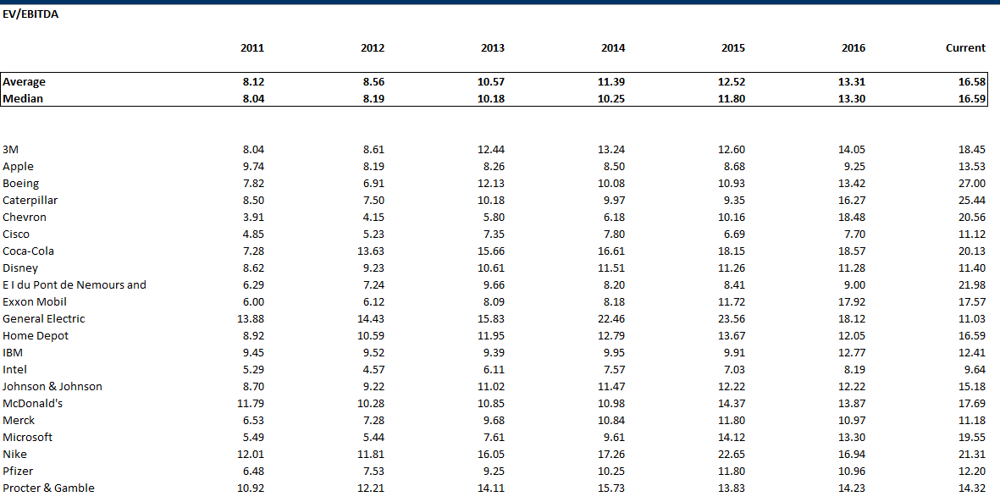 EV/EBITDA
2011 2012 2013 2014 2015 2016 Current
Average 8.12 8.56 10.57 11.39 12.52 13.31 16.58
Median 8.04 8.19 10.18 10.25 11.80 13.30 16.59
3M 8.04 8.61 12.44 13.24 12.60 14.05 18.45
Apple 9.74 8.19 8.26 8.50 8.68 9.25 13.53
Boeing 7.82 6.91 12.13 10.08 10.93 13.42 27.00
Caterpillar 8.50 7.50 10.18 9.97 9.35 16.27 25.44
Chevron 3.91 4.15 5.80 6.18 10.16 18.48 20.56
Cisco 4.85 5.23 7.35 7.80 6.69 7.70 11.12
Coca-Cola 7.28 13.63 15.66 16.61 18.15 18.57 20.13
Disney 8.62 9.23 10.61 11.51 11.26 11.28 11.40
E I du Pont de Nemours and 6.29 7.24 9.66 8.20 8.41 9.00 21.98
Exxon Mobil 6.00 6.12 8.09 8.18 11.72 17.92 17.57
General Electric 13.88 14.43 15.83 22.46 23.56 18.12 11.03
Home Depot 8.92 10.59 11.95 12.79 13.67 12.05 16.59
IBM 9.45 9.52 9.39 9.95 9.91 12.77 12.41
Intel 5.29 4.57 6.11 7.57 7.03 8.19 9.64
Johnson & Johnson 8.70 9.22 11.02 11.47 12.22 12.22 15.18
McDonald's 11.79 10.28 10.85 10.98 14.37 13.87 17.69
Merck 6.53 7.28 9.68 10.84 11.80 10.97 11.18
Microsoft 5.49 5.44 7.61 9.61 14.12 13.30 19.55
Nike 12.01 11.81 16.05 17.26 22.65 16.94 21.31
Pfizer 6.48 7.53 9.25 10.25 11.80 10.96 12.20
Procter & Gamble 10.92 12.21 14.11 15.73 13.83 14.23 14.32